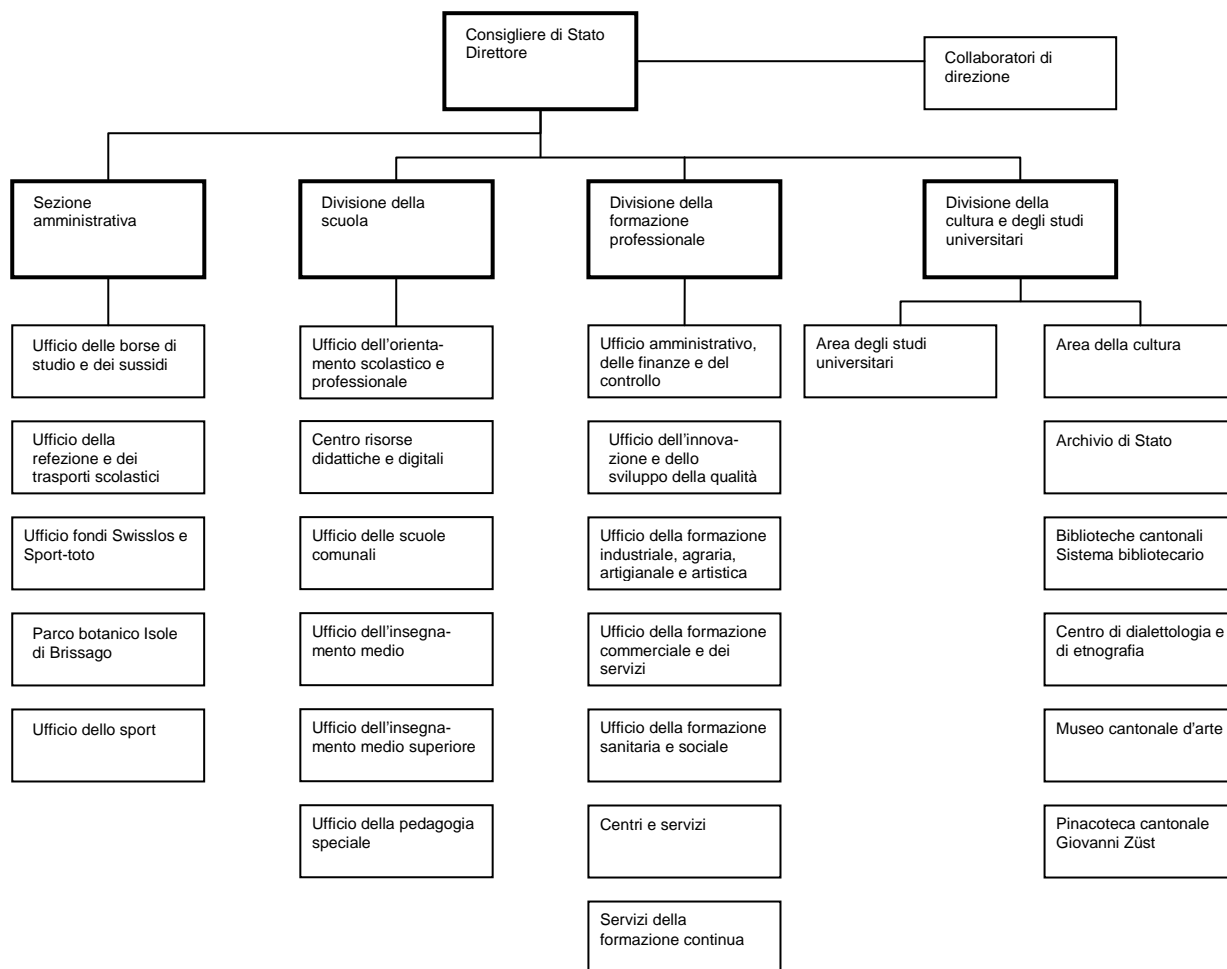 Consigliere di Stato
Direttore
Collaboratori di
direzione
Sezione
amministrativa
Divisione della
scuola
Divisione della
formazione
professionale
Divisione della
cultura e degli studi
universitari
Ufficio delle borse di
studio e dei sussidi
Ufficio della
refezione e dei
trasporti scolastici
Ufficio fondi Swisslos e
Sport-toto
Parco botanico Isole
di Brissago
Ufficio dello sport
Ufficio dell'orienta-
mento scolastico e
professionale
Centro risorse
didattiche e digitali
Ufficio delle scuole
comunali
Ufficio dell'insegna-
mento medio
Ufficio dell'insegna-
mento medio superiore
Ufficio della pedagogia
speciale
Ufficio amministrativo,
delle finanze e del
controllo
Ufficio dell'innova-
zione e dello
sviluppo della qualità
Ufficio della formazione
industriale, agraria,
artigianale e artistica
Ufficio della formazione
commerciale e dei
servizi
Ufficio della formazione
sanitaria e sociale
Centri e servizi
Servizi della
formazione continua
Area degli studi
universitari
Area della cultura
Archivio di Stato
Biblioteche cantonali
Sistema bibliotecario
Centro di dialettologia e
di etnografia
Museo cantonale d'arte
Pinacoteca cantonale
Giovanni Züst